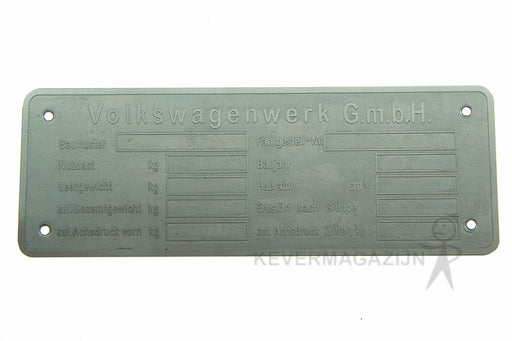 Volkswagenwerk G.m.b.H.
Baumuster Fahrgestell-Nr.
Nutzlast kg Baujahr
Leergewicht kg Hubraum cm³
zul. Gesamtgewicht kg Entstört nach Gruppe
zul. Achsdruck vorn kg zul. Achsdruck hinten kg
KEVERMAGAZIJN